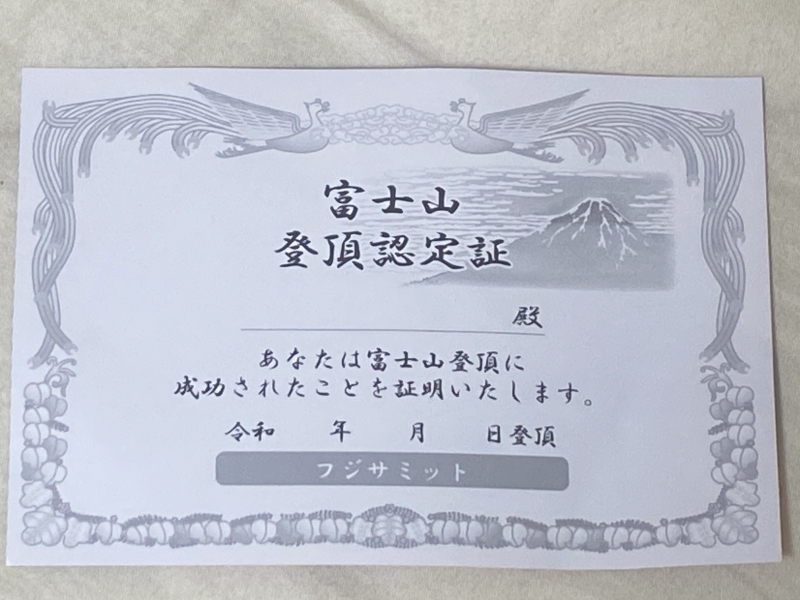 富士山
登頂認定証
殿
あなたは富士山登頂に
成功されたことを証明いたします。
令和 年 月 日登頂
フジサミット